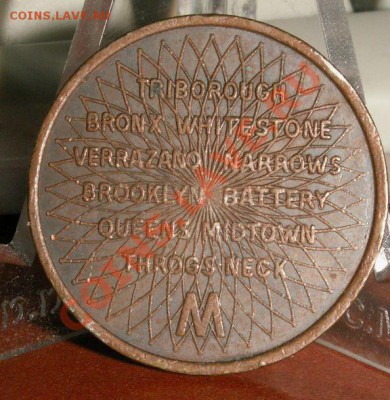 COINS.LAVE.RU
TRIBOROUGH
BRONX WHITESTONE
VERRAZANO NARROWS
BROOKLYN BATTERY
QUEENS MIDTOWN
THROGS NECK
M